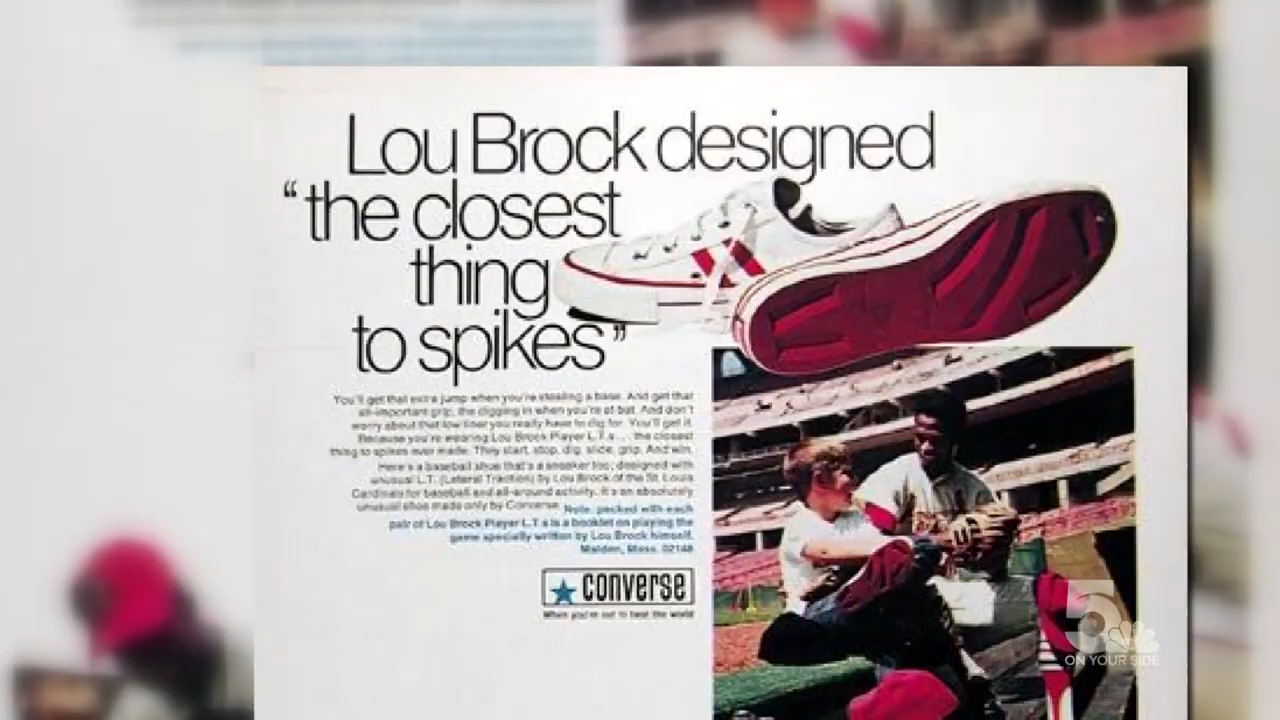 Lou Brock designed
“the closest
thing
to spikes”
You'll get that extra jump when you're stealing a base. And get that
all-important grip, the digging in when you're at bat. And don't
worry about that low liner you really have to dig for. You'll get it.
Because you're wearing Lou Brock Player L.T.s . . . the closest
thing to spikes ever made. They start, stop, dig, slide, grip. And win.
Here's a baseball shoe that's a sneaker too; designed with
unusual L.T. (Lateral Traction) by Lou Brock of the St. Louis
Cardinals for baseball and all-around activity. It's an absolutely
unusual shoe made only by Converse. Note: packed with each
pair of Lou Brock Player L.T.s is a booklet on playing the
game specially written by Lou Brock himself.
Malden, Mass. 02148
CONVERSE
When you're out to beat the world
5
ON YOUR SIDE